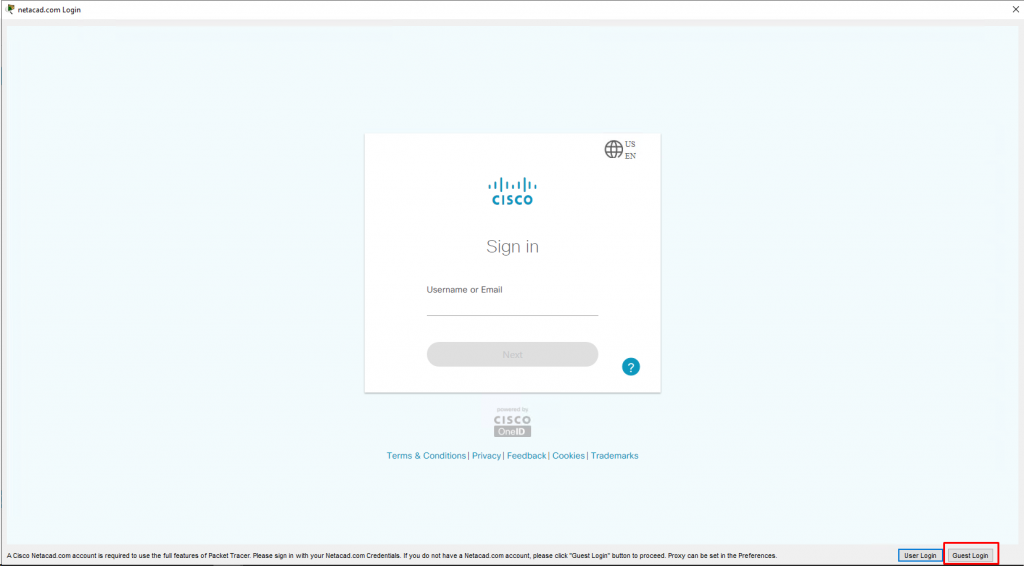 netacad.com Login
US
EN
CISCO
Sign in
Username or Email
Next
?
powered by
CISCO
OneID
Terms & Conditions | Privacy | Feedback | Cookies | Trademarks
A Cisco Netacad.com account is required to use the full features of Packet Tracer. Please sign in with your Netacad.com Credentials. If you do not have a Netacad.com account, please click "Guest Login" button to proceed. Proxy can be set in the Preferences.
User Login
Guest Login